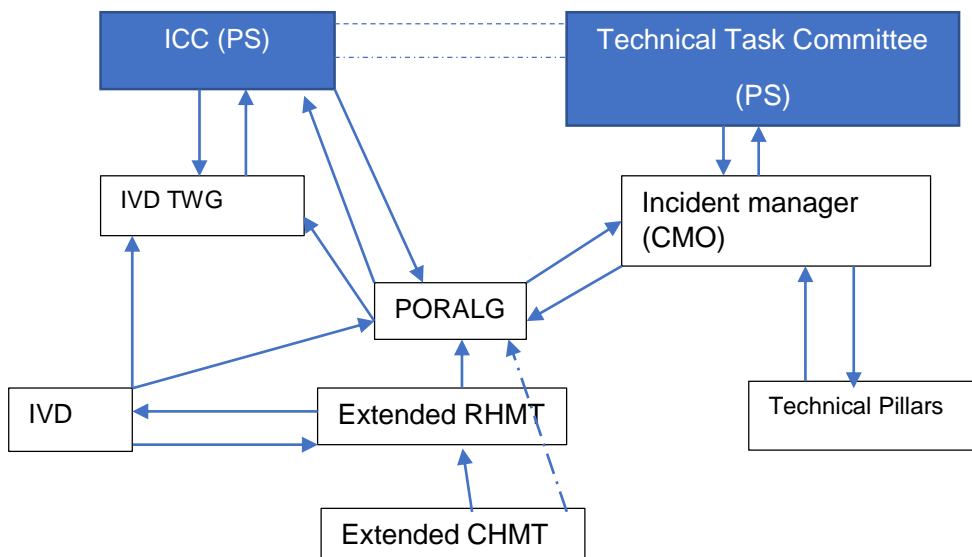 ICC (PS)
Technical Task Committee
(PS)
IVD TWG
Incident manager
(CMO)
PORALG
IVD
Extended RHMT
Technical Pillars
Extended CHMT